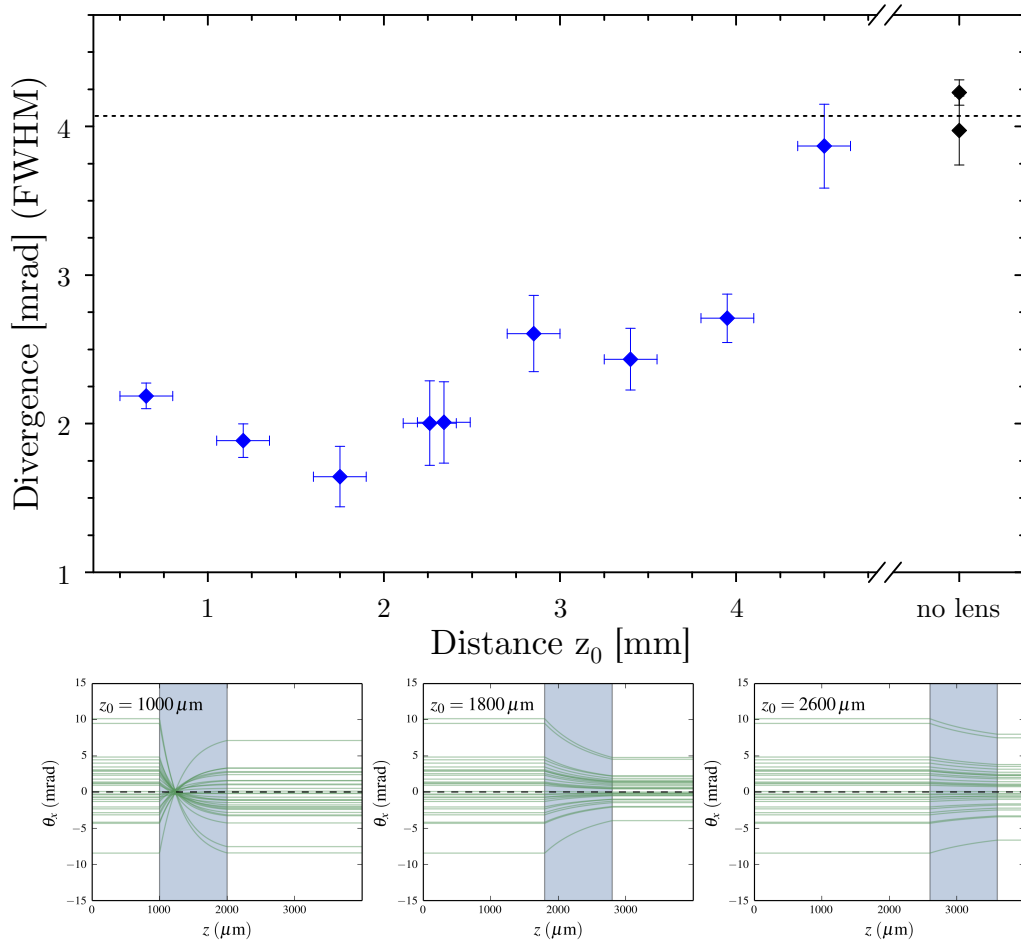 Divergence [mrad] (FWHM)
4
3
2
1
1 2 3 4 no lens
Distance z₀ [mm]
z₀ = 1000 μm
15
10
5
0
−5
−10
−15
θₓ (mrad)
0 1000 2000 3000
z (μm)
z₀ = 1800 μm
15
10
5
0
−5
−10
−15
θₓ (mrad)
0 1000 2000 3000
z (μm)
z₀ = 2600 μm
15
10
5
0
−5
−10
−15
θₓ (mrad)
0 1000 2000 3000
z (μm)